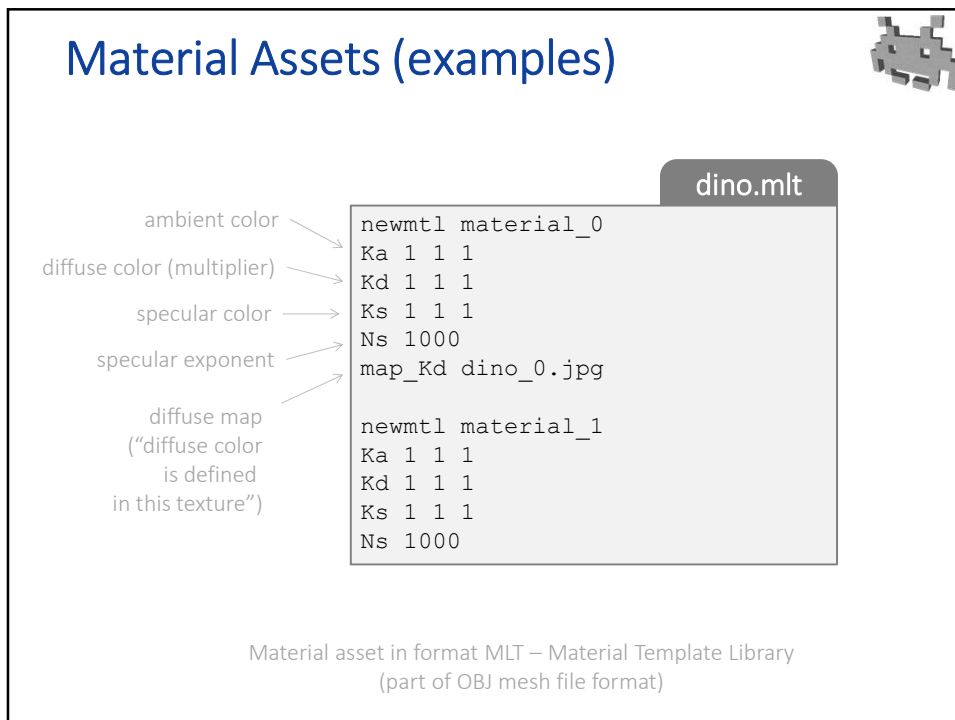 Material Assets (examples)
dino.mlt
ambient color
diffuse color (multiplier)
specular color
specular exponent
diffuse map
(“diffuse color
is defined
in this texture”)
newmtl material_0
Ka 1 1 1
Kd 1 1 1
Ks 1 1 1
Ns 1000
map_Kd dino_0.jpg
newmtl material_1
Ka 1 1 1
Kd 1 1 1
Ks 1 1 1
Ns 1000
Material asset in format MLT – Material Template Library
(part of OBJ mesh file format)